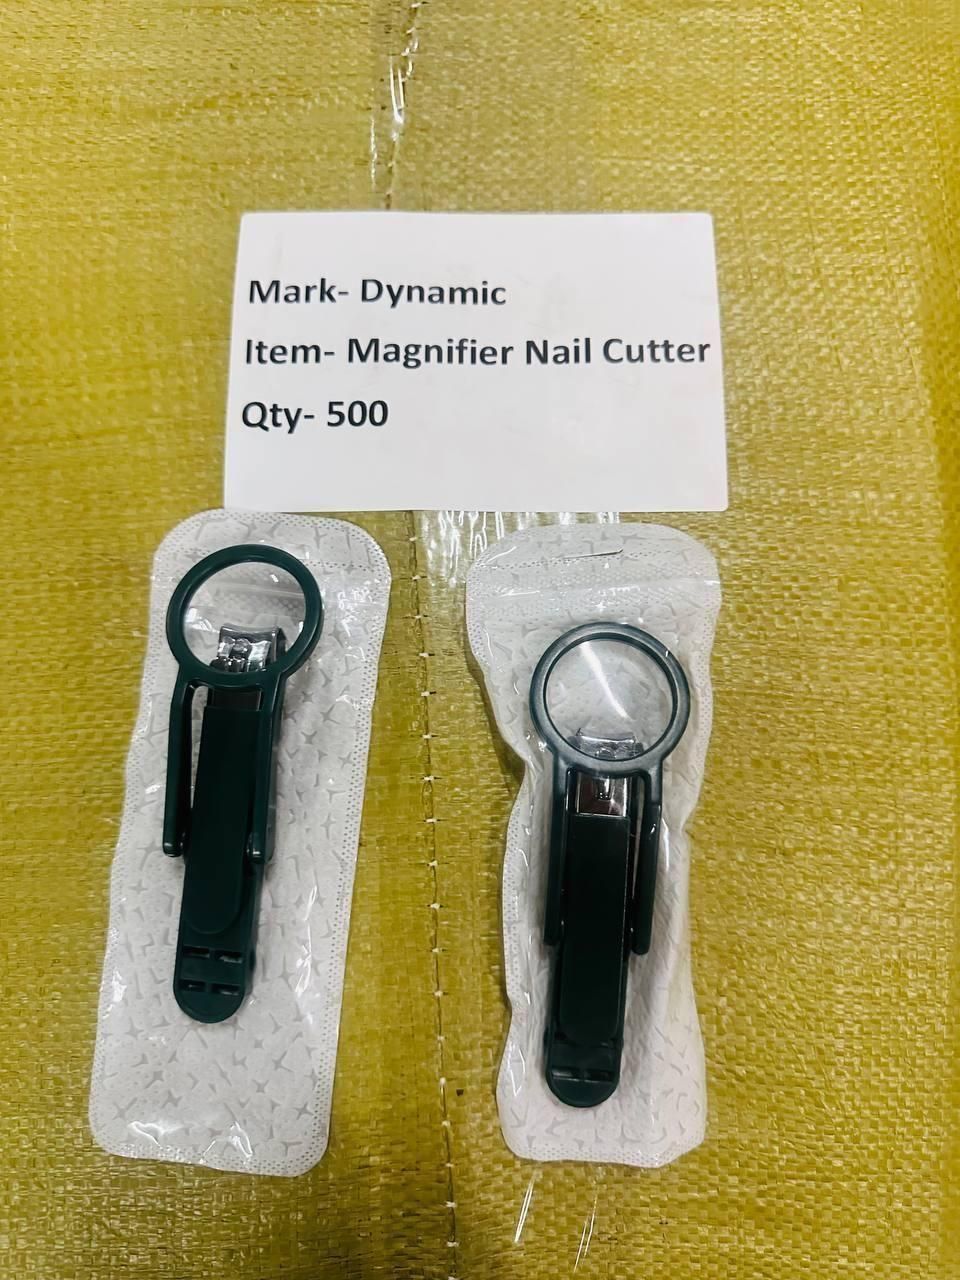 Mark- Dynamic
Item- Magnifier Nail Cutter
Qty- 500